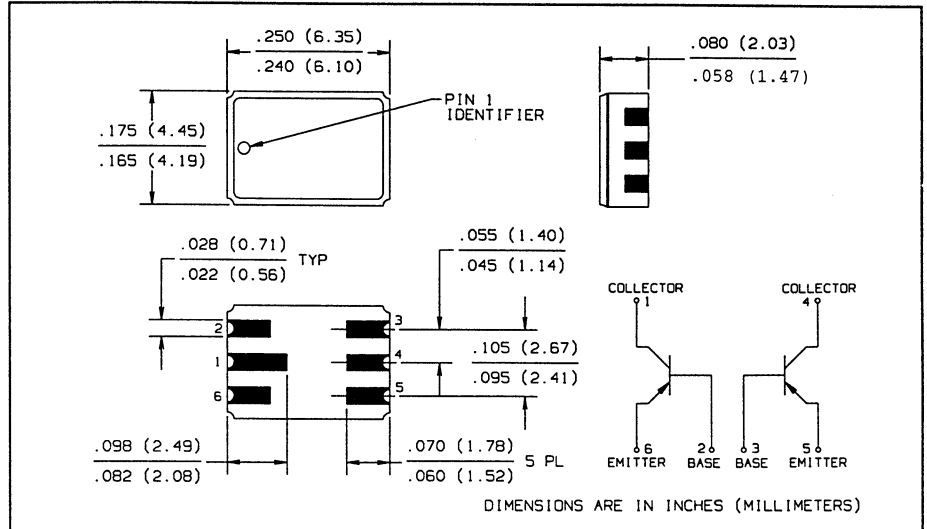 .250 (6.35)
.240 (6.10)
.080 (2.03)
.058 (1.47)
PIN 1
IDENTIFIER
.175 (4.45)
.165 (4.19)
.028 (0.71)
.022 (0.56)
TYP
.055 (1.40)
.045 (1.14)
2
1
6
3
4
5
.105 (2.67)
.095 (2.41)
.098 (2.49)
.082 (2.08)
.070 (1.78)
.060 (1.52)
5 PL
COLLECTOR
1
COLLECTOR
4
6
EMITTER
2
BASE
3
BASE
5
EMITTER
DIMENSIONS ARE IN INCHES (MILLIMETERS)